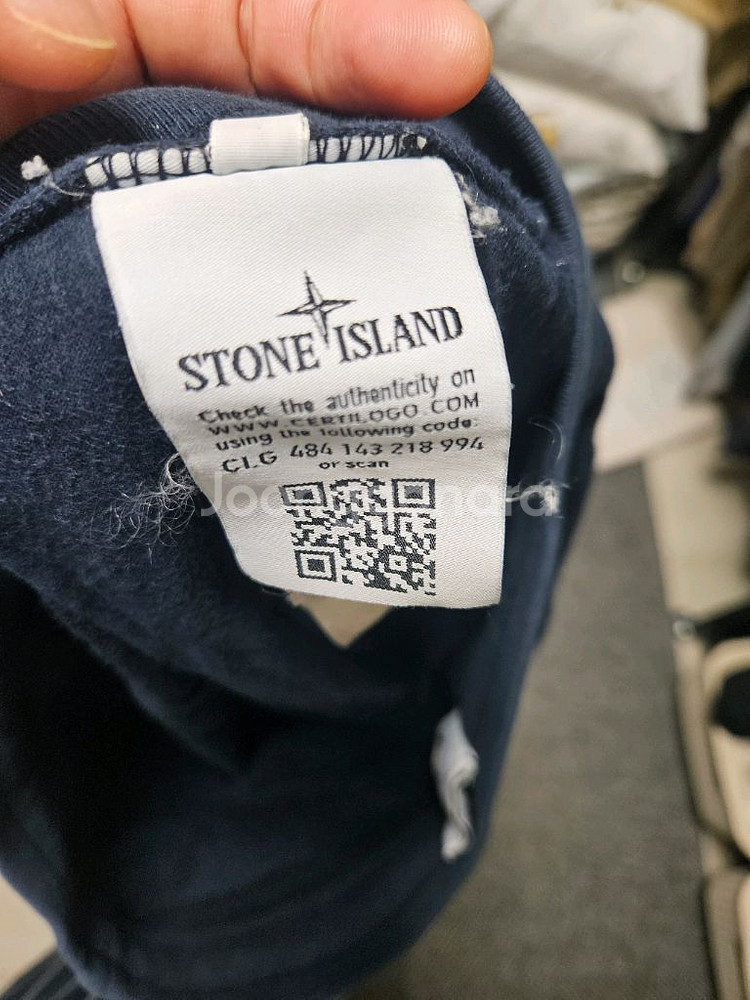 STONE ISLAND
Check the authenticity on
WWW.CERTILOGO.COM
using the following code:
CLG 484 143 218 994
or scan